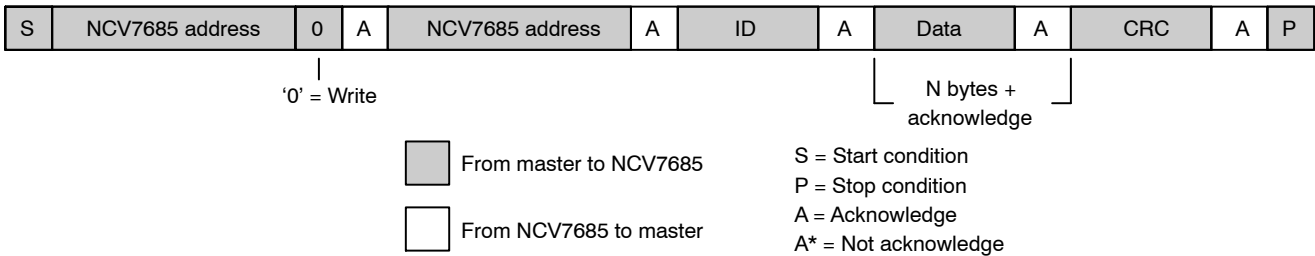 S NCV7685 address 0 A NCV7685 address A ID A Data A CRC A P
‘0’ = Write
N bytes +
acknowledge
From master to NCV7685
From NCV7685 to master
S = Start condition
P = Stop condition
A = Acknowledge
A* = Not acknowledge